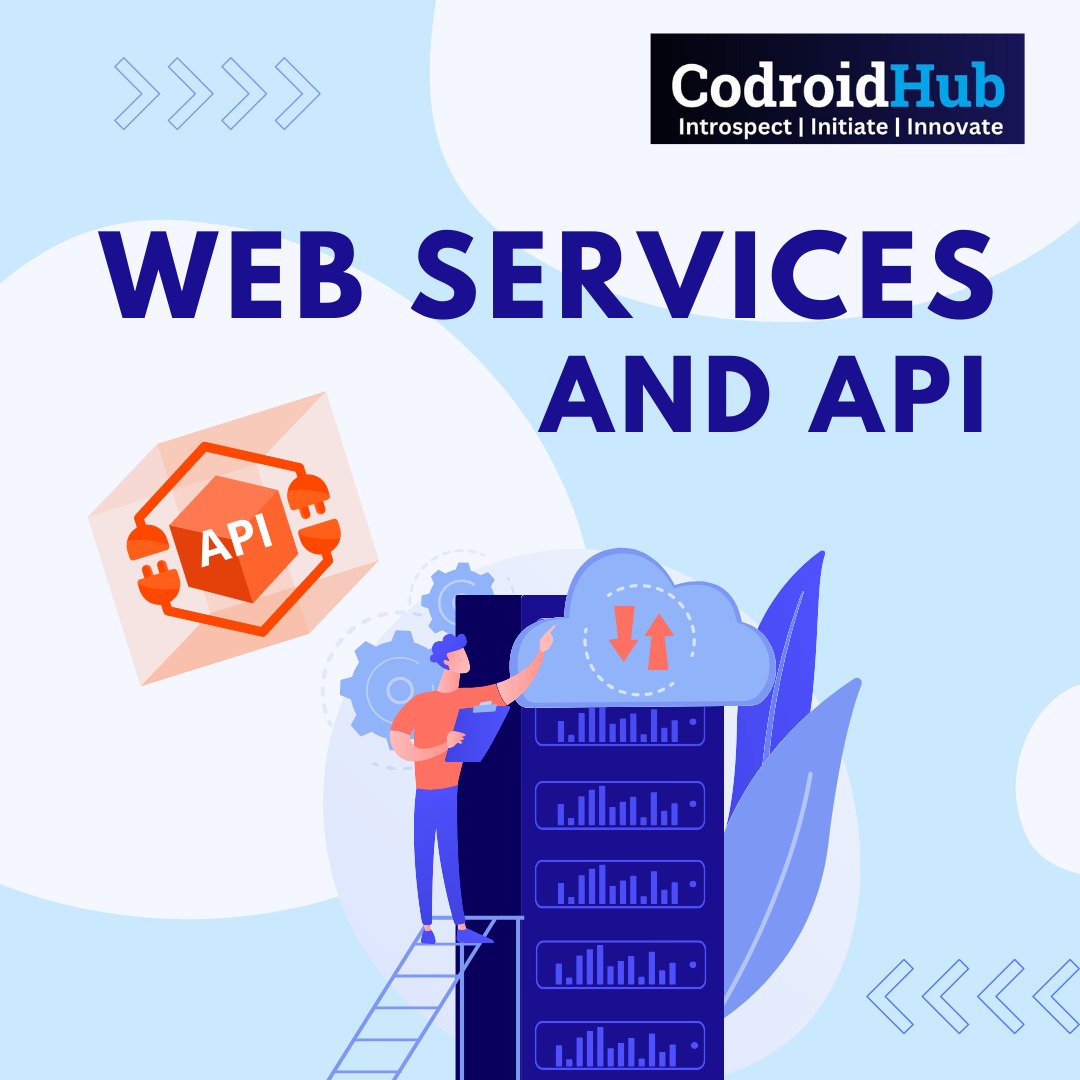 CodroidHub
Introspect | Initiate | Innovate
WEB SERVICES
AND API
API